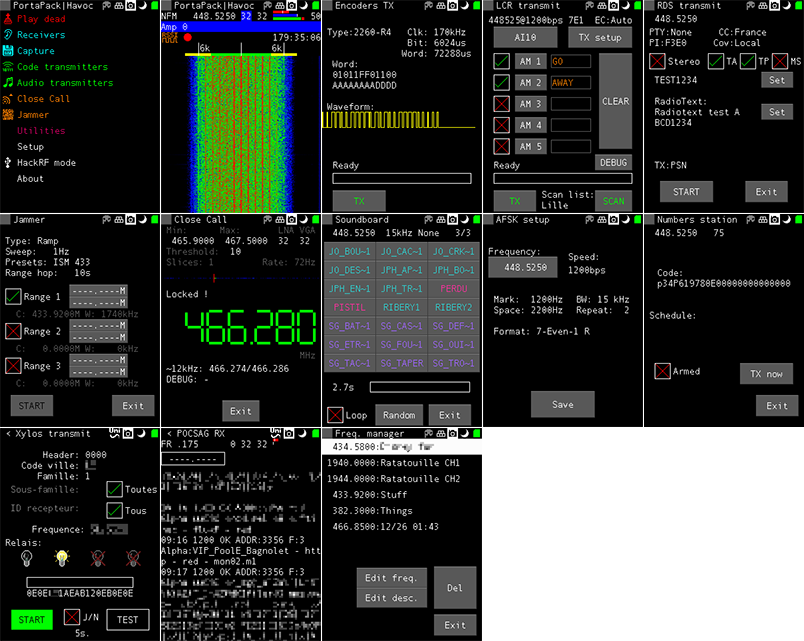 PortaPack|Havoc
Play dead
Receivers
Capture
Code transmitters
Audio transmitters
Close Call
Jammer
Utilities
Setup
HackRF mode
About
PortaPack|Havoc
NFM 448.5250 32 32 50
Amp 0
179:35:06
6k 6k
Encoders TX
Type:2260-R4 Clk: 170kHz
Bit: 6024us
Word: 72288us
Word:
01011FF01100
AAAAAAAADDDD
Waveform:
Ready
TX
LCR transmit
448525@1200bps 7E1 EC:Auto
AI10 TX setup
AM 1 GO
AM 2 AWAY
AM 3
CLEAR
AM 4
AM 5
DEBUG
Ready
TX Scan list: Lille SCAN
RDS transmit
448.5250
PTY:None CC:France
PI:F3E0 Cov:Local
Stereo TA TP MS
TEST1234 Set
RadioText:
Radiotext test A
BCD1234
Set
TX:PSN
START Exit
Jammer
Type: Ramp
Sweep: 1Hz
Presets: ISM 433
Range hop: 10s
Range 1 ----.----M
----.----M
C: 433.9200M W: 1740kHz
Range 2 ----.----M
----.----M
C: 0.0000M W: 0kHz
Range 3 ----.----M
----.----M
C: 0.0000M W: 0kHz
START Exit
Close Call
Min: Max: LNA VGA
465.9000 467.5000 32 32
Threshold: 10
Slices: 1 Rate: 72Hz
Locked !
466.280
MHz
~12kHz: 466.274/466.286
DEBUG: -
Exit
Soundboard
448.5250 15kHz None 3/3
JO_BOU~1 JO_CAC~1 JO_CRK~1
JO_DES~1 JPH_AP~1 JPH_BO~1
JPH_EN~1 JPH_TR~1 PERDU
PISTIL RIBERY1 RIBERY2
SG_BAT~1 SG_CAS~1 SG_DEF~1
SG_ETR~1 SG_FOU~1 SG_OUI~1
SG_TAC~1 SG_TAPER SG_TRO~1
2.7s
Loop Random Exit
AFSK setup
Frequency:
448.5250
Speed:
1200bps
Mark: 1200Hz BW: 15 kHz
Space: 2200Hz Repeat: 2
Format: 7-Even-1 R
Save
Numbers station
448.5250 75
Code:
p34P619780E00000000000000
Schedule:
Armed TX now
Exit
< Xylos transmit
Header: 0000
Code ville:
Famille: 1
Sous-famille: Toutes
ID recepteur: Tous
Frequence:
Relais:
START J/N TEST
5s.
< POCSAG RX
FR .175 0 32 32
----.----
09:16 1200 OK ADDR:3356 F:3
Alpha:VIP_PoolE_Bagnolet - htt
p - red - mon02.ml
09:17 1200 OK ADDR:3356 F:3
Freq. manager
434.5800:
1940.0000:Ratatouille CH1
1944.0000:Ratatouille CH2
433.9200:Stuff
382.3000:Things
466.8500:12/26 01:43
Edit freq.
Edit desc.
Del
Exit